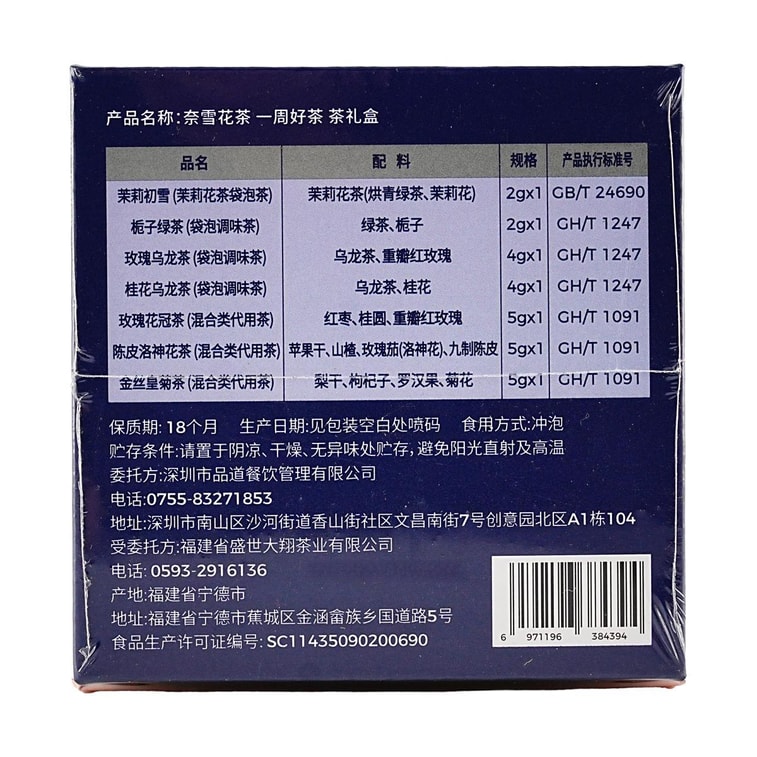 产品名称:奈雪花茶 一周好茶 茶礼盒
品名 配料 规格 产品执行标准号
茉莉初雪 (茉莉花茶袋泡茶) 茉莉花茶(烘青绿茶、茉莉花) 2gx1 GB/T 24690
栀子绿茶 (袋泡调味茶) 绿茶、栀子 2gx1 GH/T 1247
玫瑰乌龙茶 (袋泡调味茶) 乌龙茶、重瓣红玫瑰 4gx1 GH/T 1247
桂花乌龙茶 (袋泡调味茶) 乌龙茶、桂花 4gx1 GH/T 1247
玫瑰花冠茶 (混合类代用茶) 红枣、桂圆、重瓣红玫瑰 5gx1 GH/T 1091
陈皮洛神花茶 (混合类代用茶) 苹果干、山楂、玫瑰茄(洛神花)、九制陈皮 5gx1 GH/T 1091
金丝皇菊茶 (混合类代用茶) 梨干、枸杞子、罗汉果、菊花 5gx1 GH/T 1091
保质期: 18个月 生产日期:见包装空白处喷码 食用方式:冲泡
贮存条件:请置于阴凉、干燥、无异味处贮存, 避免阳光直射及高温
委托方:深圳市品道餐饮管理有限公司
电话:0755-83271853
地址:深圳市南山区沙河街道香山街社区文昌南街7号创意园北区A1栋104
受委托方:福建省盛世大翔茶业有限公司
电话: 0593-2916136
产地:福建省宁德市
地址:福建省宁德市蕉城区金涵畲族乡国道路5号
食品生产许可证编号: SC11435090200690
6 971196 384394